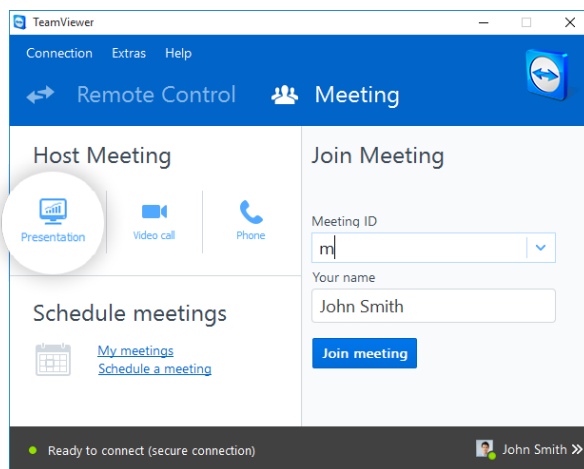 TeamViewer
Connection Extras Help
Remote Control Meeting
Host Meeting
Presentation Video call Phone
Schedule meetings
My meetings
Schedule a meeting
Join Meeting
Meeting ID
m
Your name
John Smith
Join meeting
Ready to connect (secure connection)
John Smith